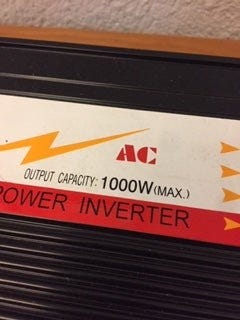 AC
OUTPUT CAPACITY: 1000W(MAX.)
POWER INVERTER